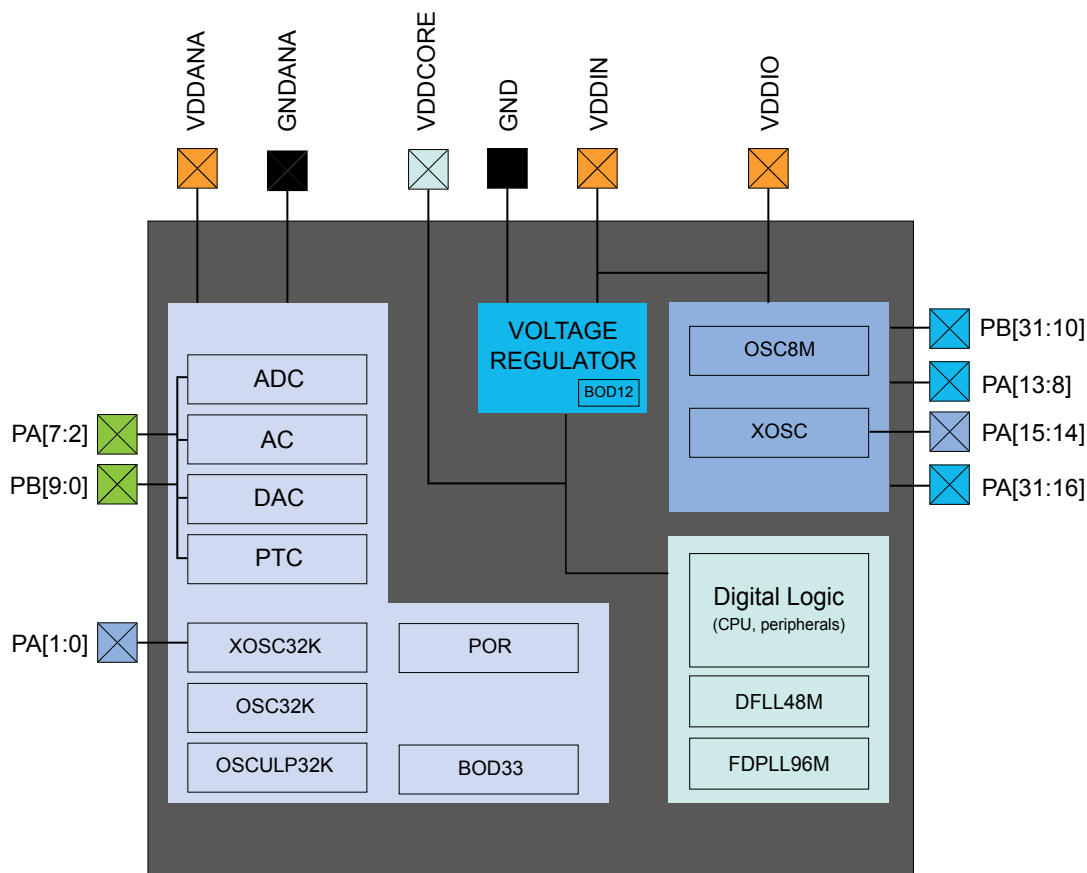 VDDANA
GNDANA
VDDCORE
GND
VDDIN
VDDIO
VOLTAGE
REGULATOR
BOD12
OSC8M
XOSC
PB[31:10]
PA[13:8]
PA[15:14]
PA[31:16]
ADC
AC
DAC
PTC
PA[7:2]
PB[9:0]
PA[1:0]
XOSC32K
POR
OSC32K
OSCULP32K
BOD33
Digital Logic
(CPU, peripherals)
DFLL48M
FDPLL96M